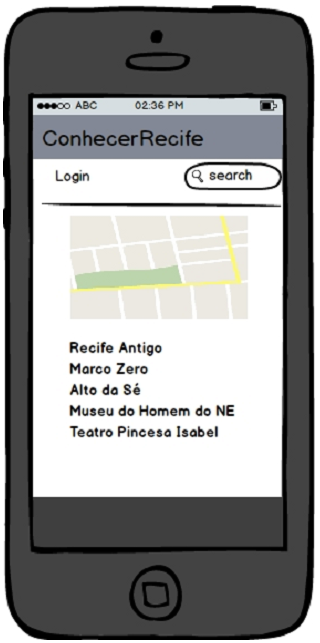 ABC 02:36 PM
ConhecerRecife
Login search
Recife Antigo
Marco Zero
Alto da Sé
Museu do Homem do NE
Teatro Pincesa Isabel